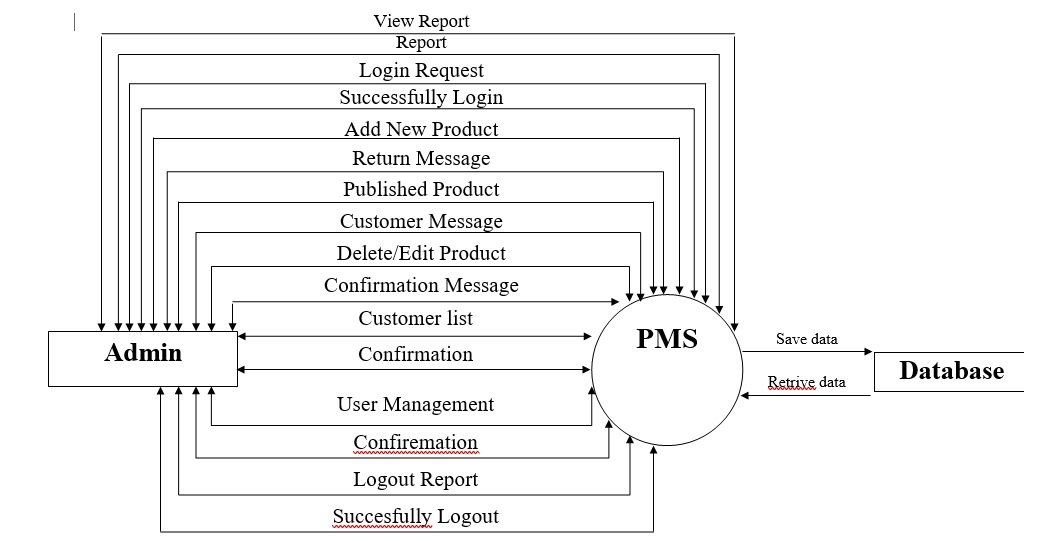 View Report
Report
Login Request
Successfully Login
Add New Product
Return Message
Published Product
Customer Message
Delete/Edit Product
Confirmation Message
Customer list
PMS
Admin
Confirmation
Save data
Database
Retrive data
User Management
Confiremation
Logout Report
Succesfully Logout